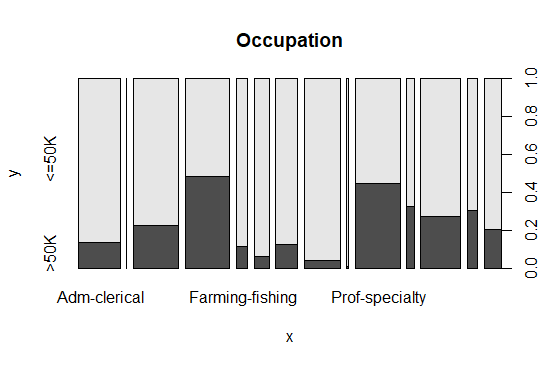 Occupation
y
<=50K
>50K
1.0
0.8
0.6
0.4
0.2
0.0
Adm-clerical Farming-fishing Prof-specialty
x